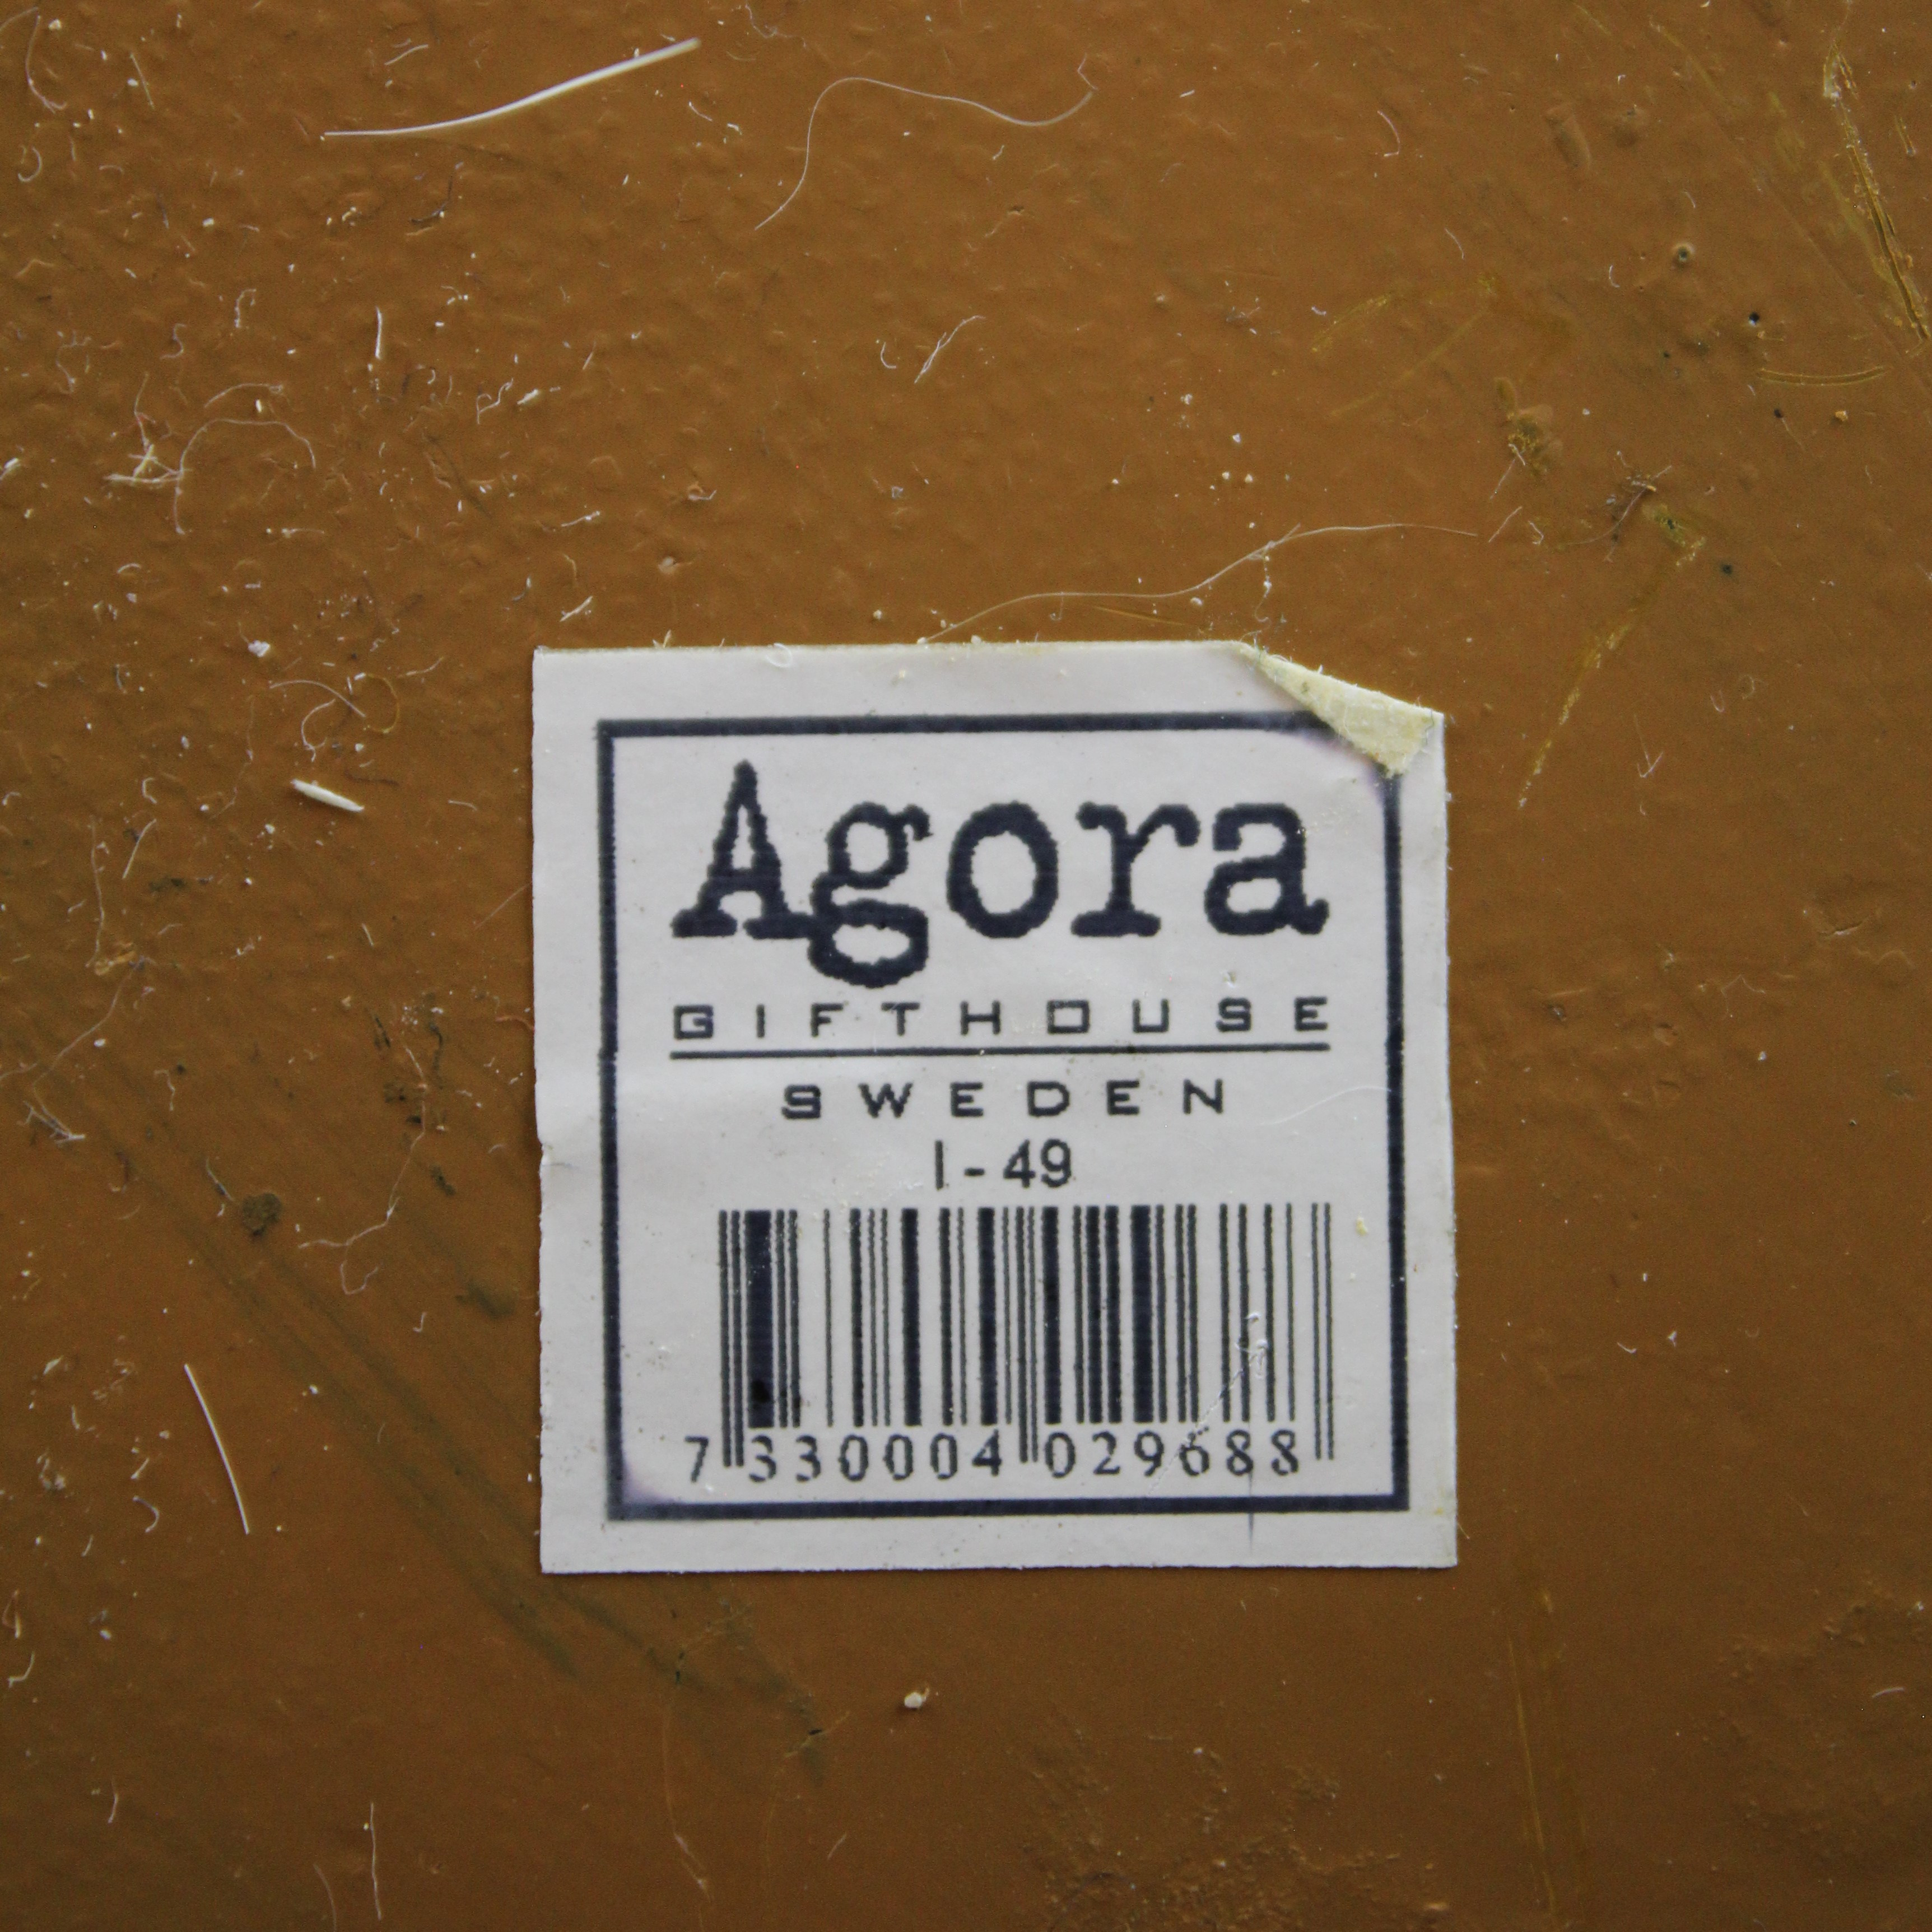 Agora
GIFTHOUSE
SWEDEN
I-49
7 330004 029688